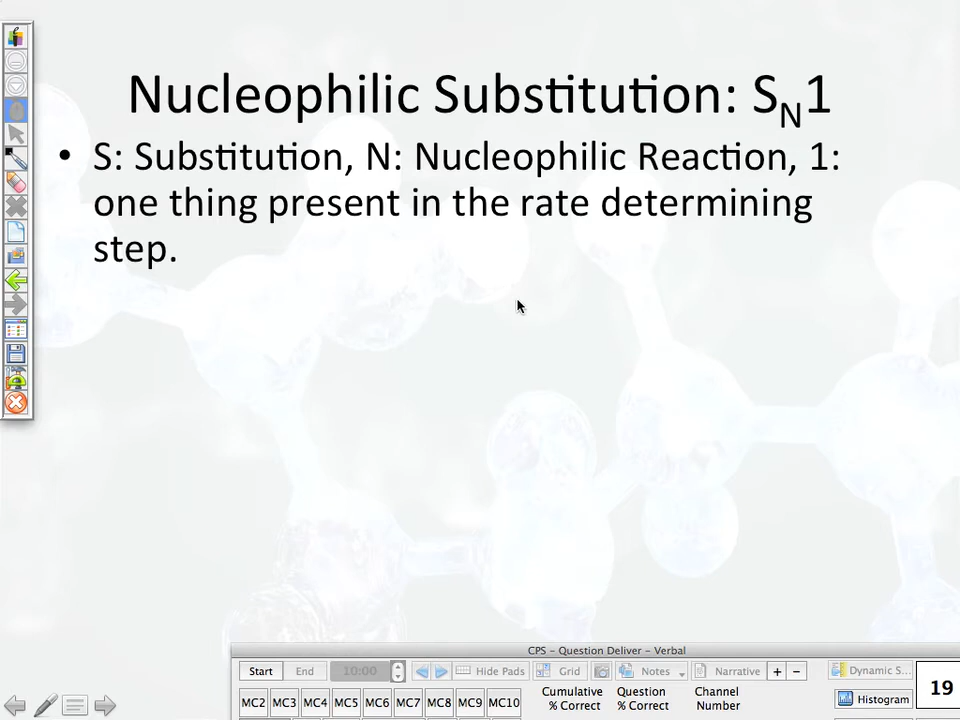 Nucleophilic Substitution: SN1
• S: Substitution, N: Nucleophilic Reaction, 1:
one thing present in the rate determining
step.
CPS - Question Deliver - Verbal
Start End 10:00 Hide Pads Grid Notes Narrative + − Dynamic S...
MC2 MC3 MC4 MC5 MC6 MC7 MC8 MC9 MC10
Cumulative
% Correct
Question
% Correct
Channel
Number
Histogram
19